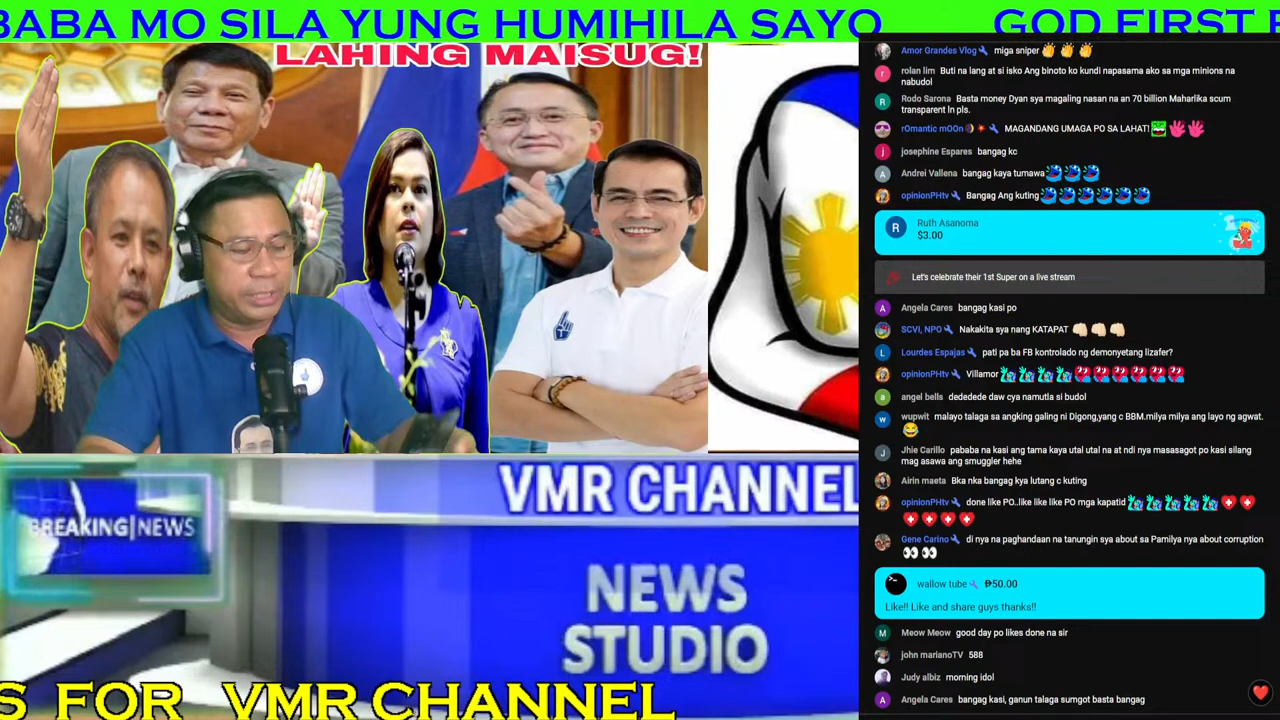 BABA MO SILA YUNG HUMIHILA SAYO
GOD FIRST
LAHING MAISUG!
VMR CHANNEL
BREAKING|NEWS
NEWS
STUDIO
FOR VMR CHANNEL
Amor Grandes Vlog miga sniper 👏 👏 👏
rolan lim Buti na lang at si isko Ang binoto ko kundi napasama ako sa mga minions na
nabudol
Rodo Sarona Basta money Dyan sya magaling nasan na an 70 billion Maharlika scum
transparent ln pls.
rOmantic mOOn MAGANDANG UMAGA PO SA LAHAT!
josephine Espares bangag kc
Andrei Vallena bangag kaya tumawa
opinionPHtv Bangag Ang kuting
R
Ruth Asanoma
$3.00
Let's celebrate their 1st Super on a live stream
Angela Cares bangag kasi po
SCVI, NPO Nakakita sya nang KATAPAT 👊🏻 👊🏻 👊🏻
Lourdes Espajas pati pa ba FB kontrolado ng demonyetang lizafer?
opinionPHtv Villamor
angel bells dededede daw cya namutla si budol
wupwit malayo talaga sa angking galing ni Digong,yang c BBM.milya milya ang layo ng agwat.
😂
Jhie Carillo pababa na kasi ang tama kaya utal utal na at ndi nya masasagot po kasi silang
mag asawa ang smuggler hehe
Airin maeta Bka nka bangag kya lutang c kuting
opinionPHtv done like PO..like like like PO mga kapatid
Gene Carino di nya na paghandaan na tanungin sya about sa Pamilya nya about corruption
👀 👀
wallow tube ₱50.00
Like!! Like and share guys thanks!!
Meow Meow good day po likes done na sir
john marianoTV 588
Judy albiz morning idol
Angela Cares bangag kasi, ganun talaga sumgot basta bangag